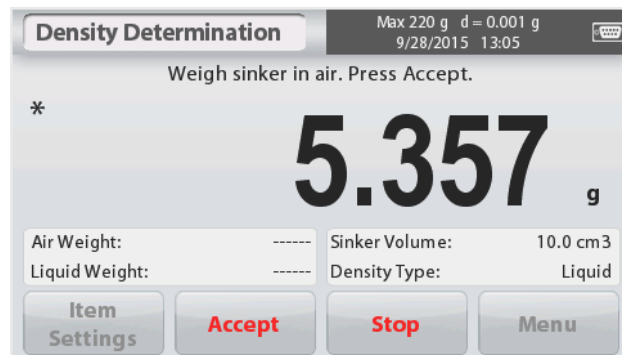 Density Determination
Max 220 g d = 0.001 g
9/28/2015 13:05
Weigh sinker in air. Press Accept.
*
5.357 g
Air Weight: ------
Liquid Weight: ------
Sinker Volume: 10.0 cm3
Density Type: Liquid
Item
Settings
Accept
Stop
Menu